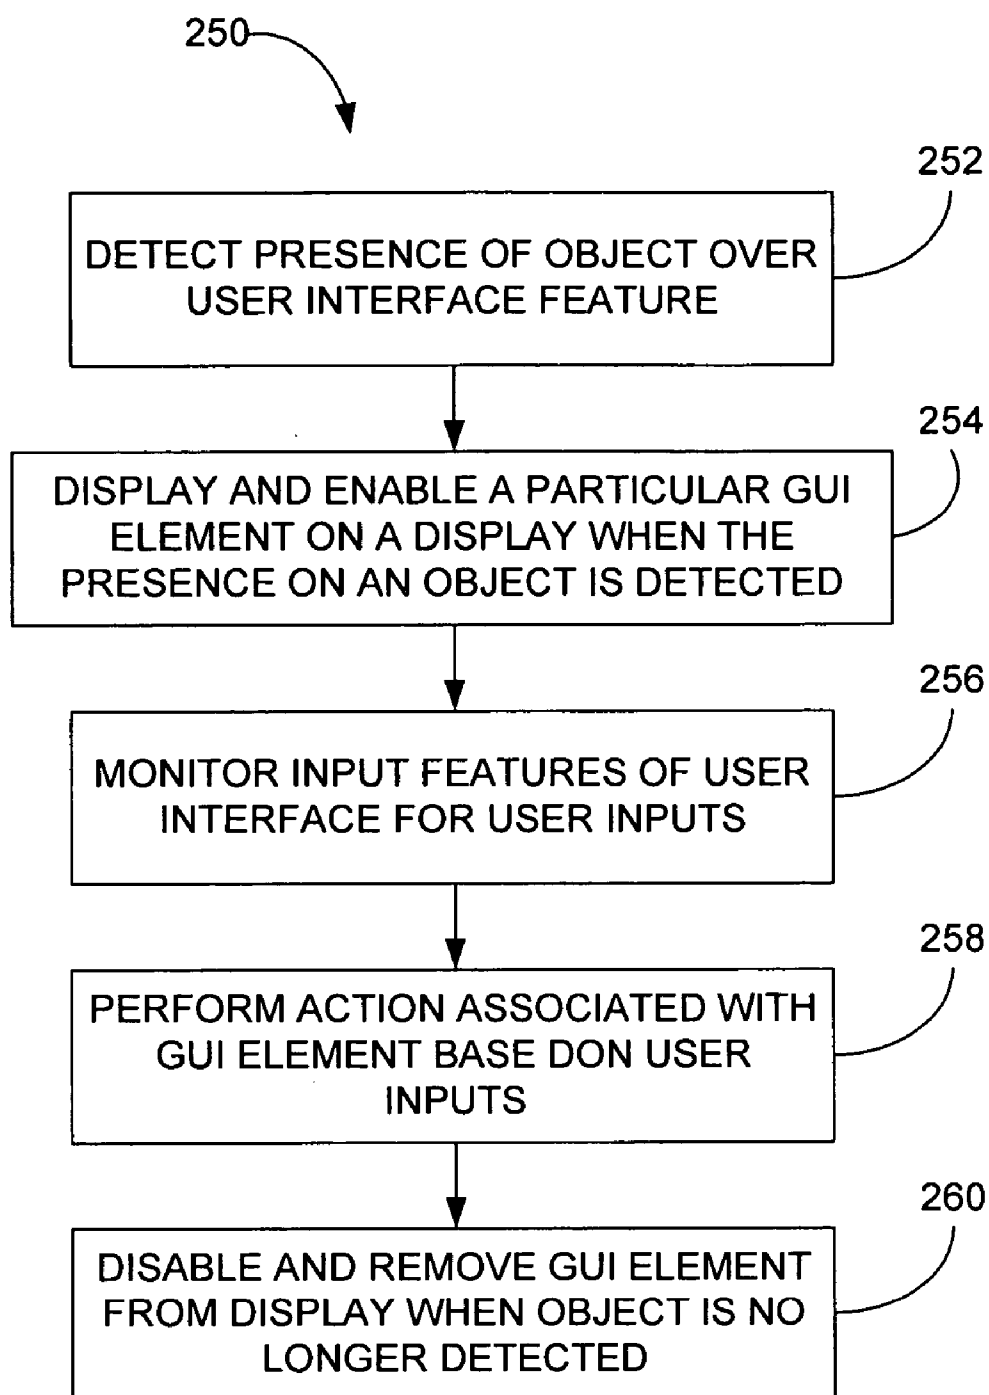 250
252
DETECT PRESENCE OF OBJECT OVER
USER INTERFACE FEATURE
254
DISPLAY AND ENABLE A PARTICULAR GUI
ELEMENT ON A DISPLAY WHEN THE
PRESENCE ON AN OBJECT IS DETECTED
256
MONITOR INPUT FEATURES OF USER
INTERFACE FOR USER INPUTS
258
PERFORM ACTION ASSOCIATED WITH
GUI ELEMENT BASE DON USER
INPUTS
260
DISABLE AND REMOVE GUI ELEMENT
FROM DISPLAY WHEN OBJECT IS NO
LONGER DETECTED